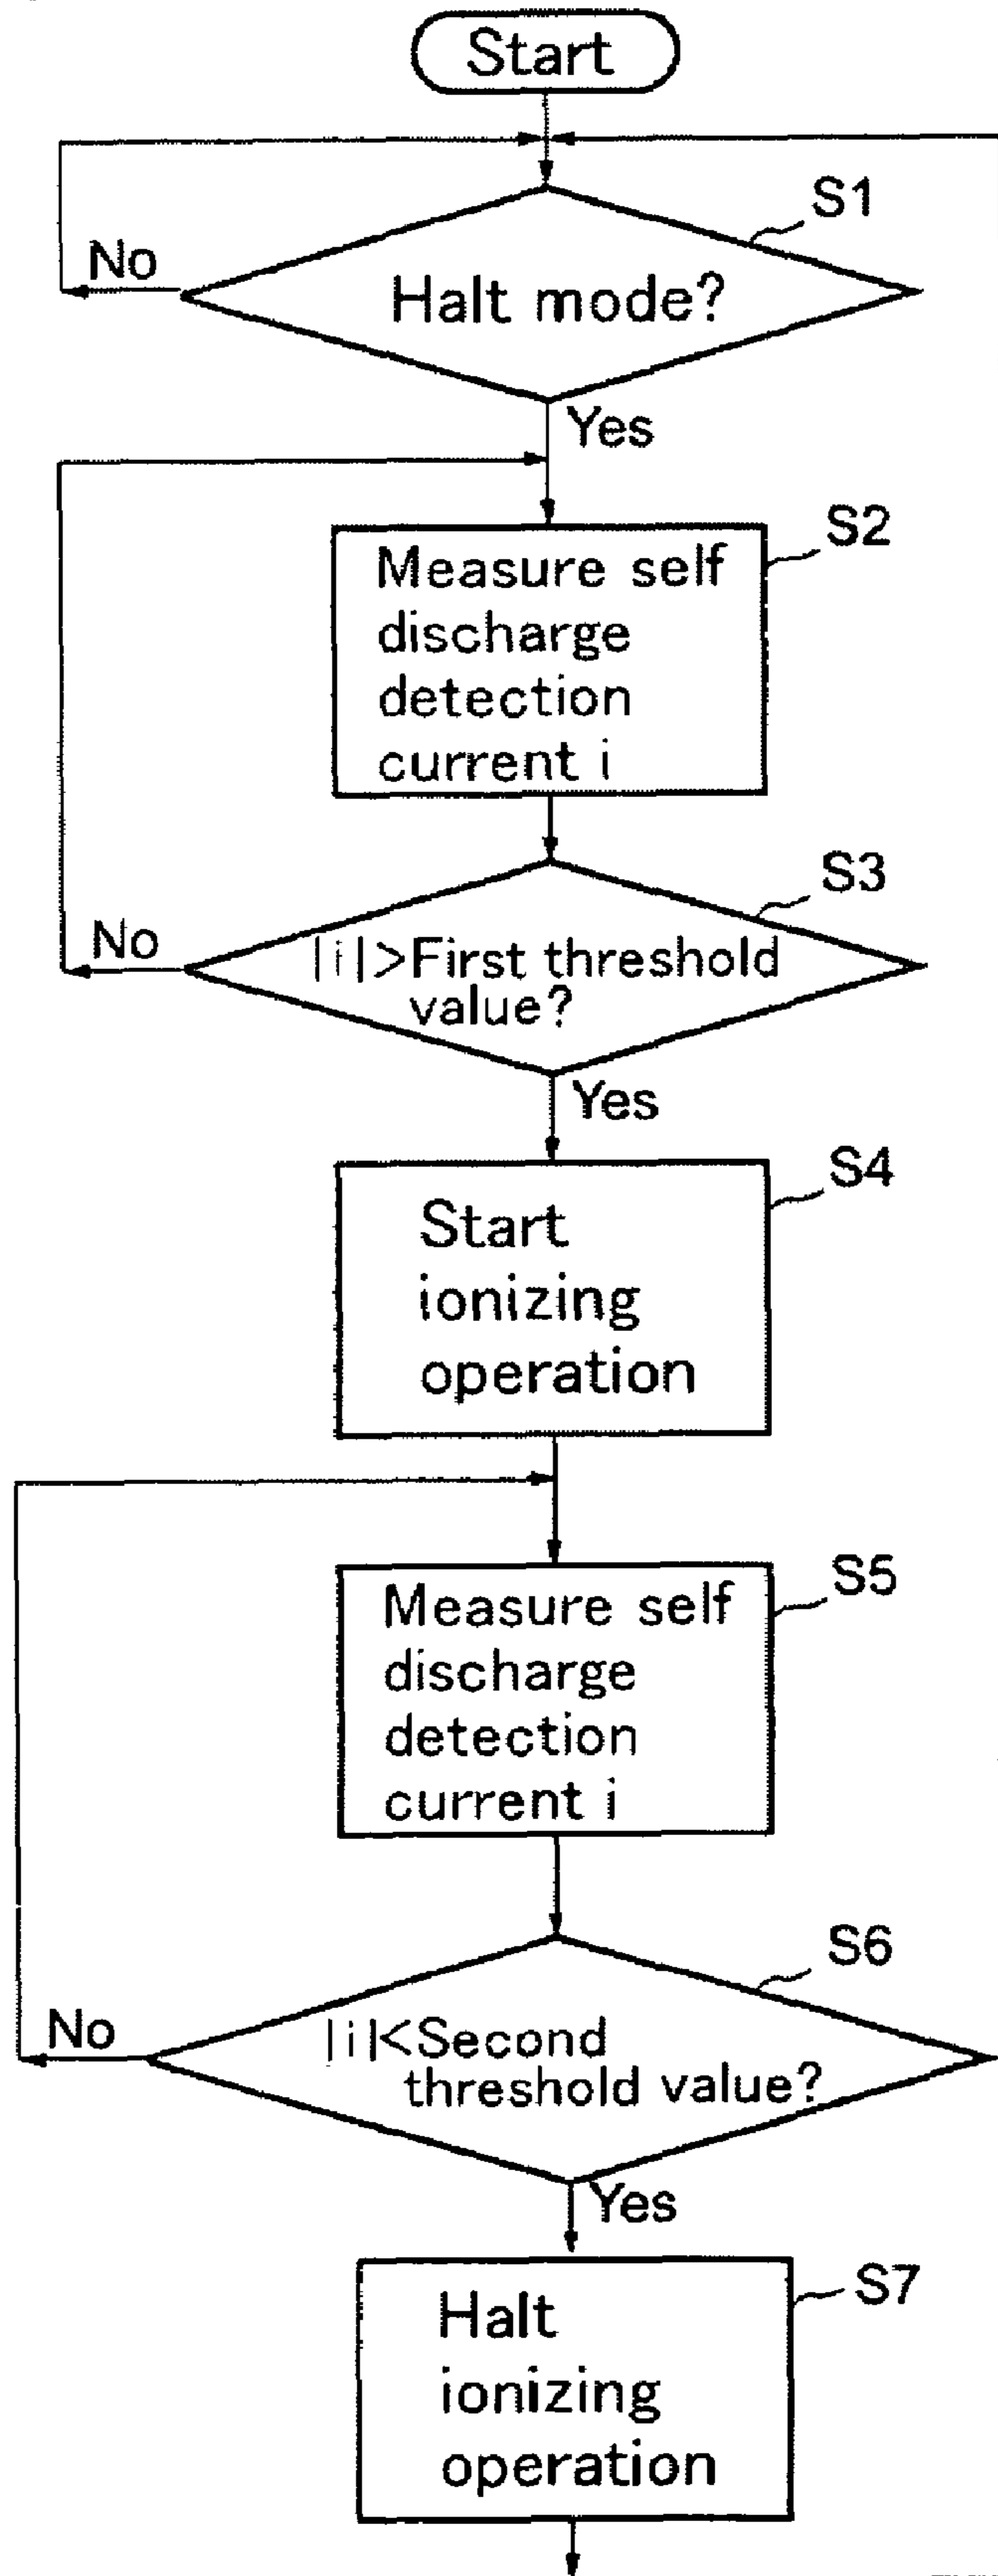 Start
S1
No
Halt mode?
Yes
S2
Measure self
discharge
detection
current i
S3
No
|i|>First threshold
value?
Yes
S4
Start
ionizing
operation
S5
Measure self
discharge
detection
current i
S6
No
|i|<Second
threshold value?
Yes
S7
Halt
ionizing
operation